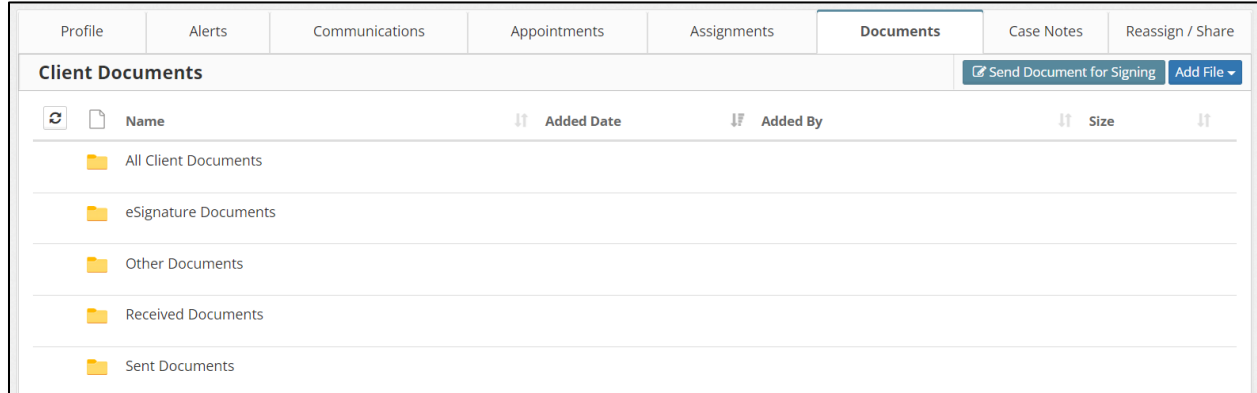 Profile Alerts Communications Appointments Assignments Documents Case Notes Reassign / Share
Client Documents Send Document for Signing Add File
Name Added Date Added By Size
All Client Documents
eSignature Documents
Other Documents
Received Documents
Sent Documents